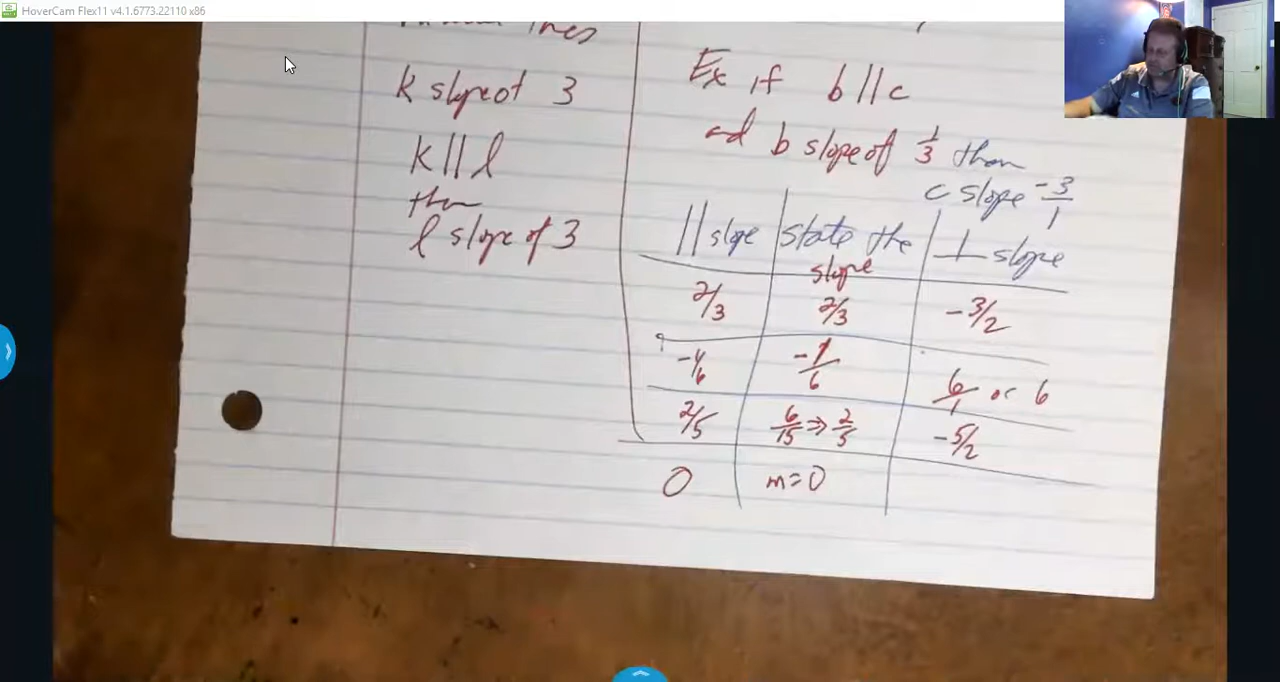 HoverCam Flex11 v4.1.6773.22110 x86
lines
k slope of 3
k || l
then
l slope of 3
Ex if b || c
and b slope of 1/3 then
c slope -3/1
|| slope | State the slope | ⊥ slope
2/3 | 2/3 | -3/2
-1/6 | -1/6 | 6/1 or 6
2/5 | 6/15 ⇒ 2/5 | -5/2
0 | m=0